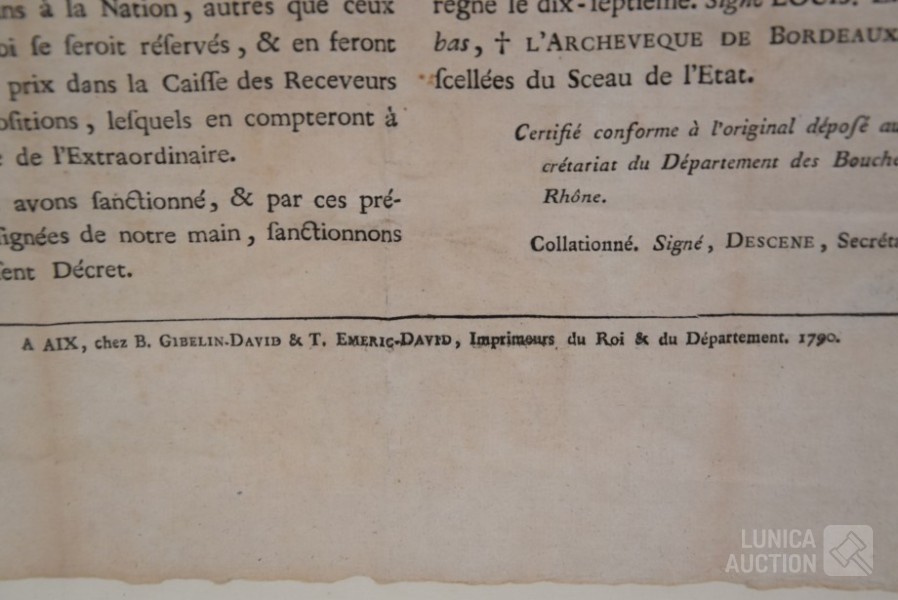 ns à la Nation, autres que ceux
oi ſe ſeroit réſervés, & en feront
prix dans la Caiſſe des Receveurs
oſitions, leſquels en compteront à
e de l'Extraordinaire.
avons ſanctionné, & par ces pré-
ſignées de notre main, ſanctionnons
ſent Décret.
regne le dix-ſeptieme. Signé LOUIS.
bas, † L'ARCHEVEQUE DE BORDEAUX
ſcellées du Sceau de l'Etat.
Certifié conforme à l'original dépoſé au
crétariat du Département des Bouche
Rhône.
Collationné. Signé, DESCENE, Secréta
A AIX, chez B. GIBELIN-DAVID & T. EMERIC-DAVID, Imprimeurs du Roi & du Département. 1790.
LUNICA
AUCTION